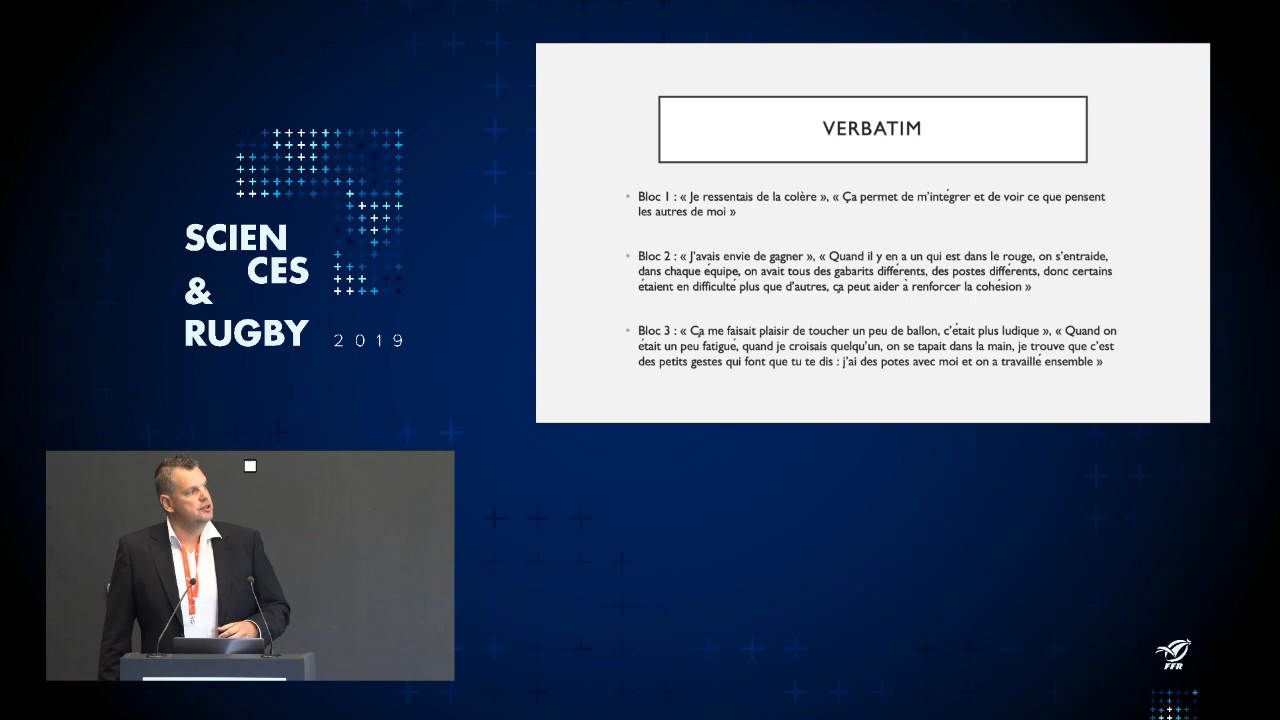 SCIEN
CES
&
RUGBY 2019
VERBATIM
• Bloc 1 : « Je ressentais de la colère », « Ça permet de m'intégrer et de voir ce que pensent
les autres de moi »
• Bloc 2 : « J'avais envie de gagner », « Quand il y en a un qui est dans le rouge, on s'entraide,
dans chaque équipe, on avait tous des gabarits différents, des postes différents, donc certains
étaient en difficulté plus que d'autres, ça peut aider à renforcer la cohésion »
• Bloc 3 : « Ça me faisait plaisir de toucher un peu de ballon, c'était plus ludique », « Quand on
était un peu fatigué, quand je croisais quelqu'un, on se tapait dans la main, je trouve que c'est
des petits gestes qui font que tu te dis : j'ai des potes avec moi et on a travaillé ensemble »
FFR